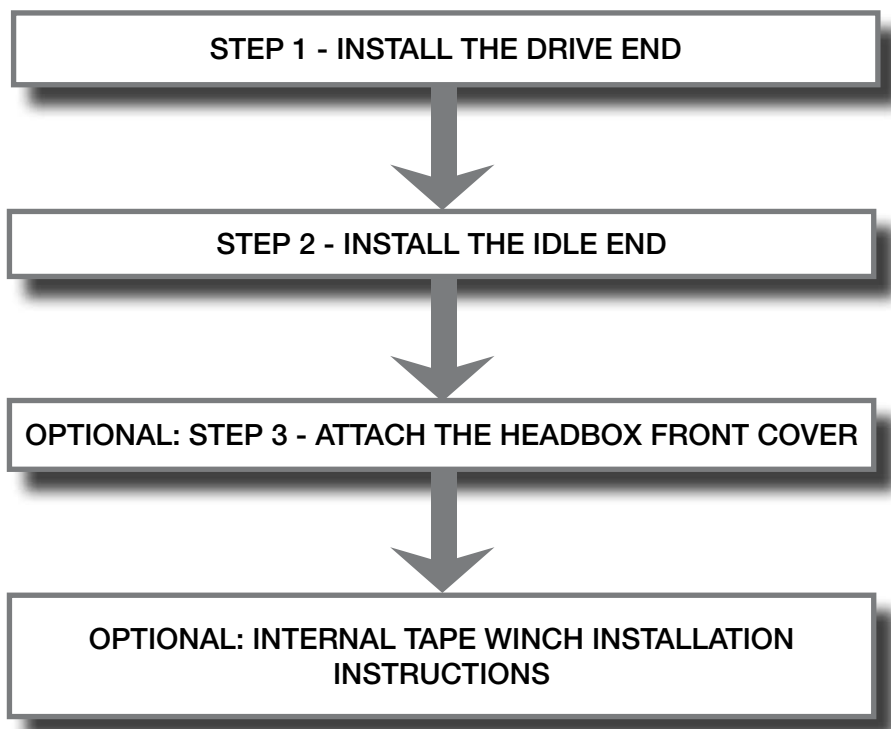 STEP 1 - INSTALL THE DRIVE END
STEP 2 - INSTALL THE IDLE END
OPTIONAL: STEP 3 - ATTACH THE HEADBOX FRONT COVER
OPTIONAL: INTERNAL TAPE WINCH INSTALLATION
INSTRUCTIONS